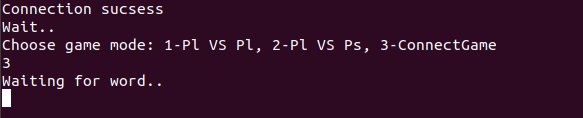 Connection sucsess
Wait..
Choose game mode: 1-Pl VS Pl, 2-Pl VS Ps, 3-ConnectGame
3
Waiting for word..